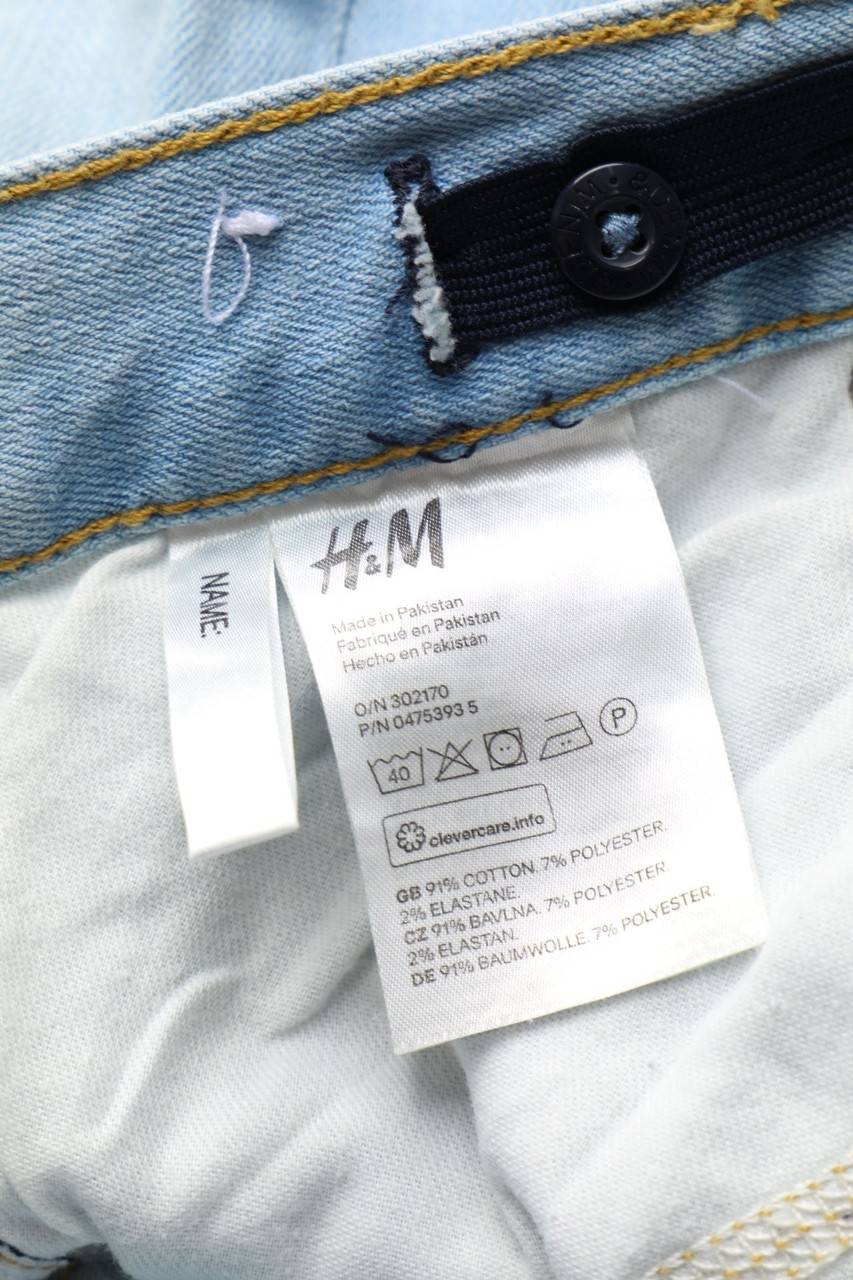 &DENIM·
H&M
NAME:
Made in Pakistan
Fabriqué en Pakistan
Hecho en Pakistán
O/N 302170
P/N 0475393 5
40
P
clevercare.info
GB 91% COTTON. 7% POLYESTER.
2% ELASTANE.
CZ 91% BAVLNA. 7% POLYESTER
2% ELASTAN.
DE 91% BAUMWOLLE. 7% POLYESTER.